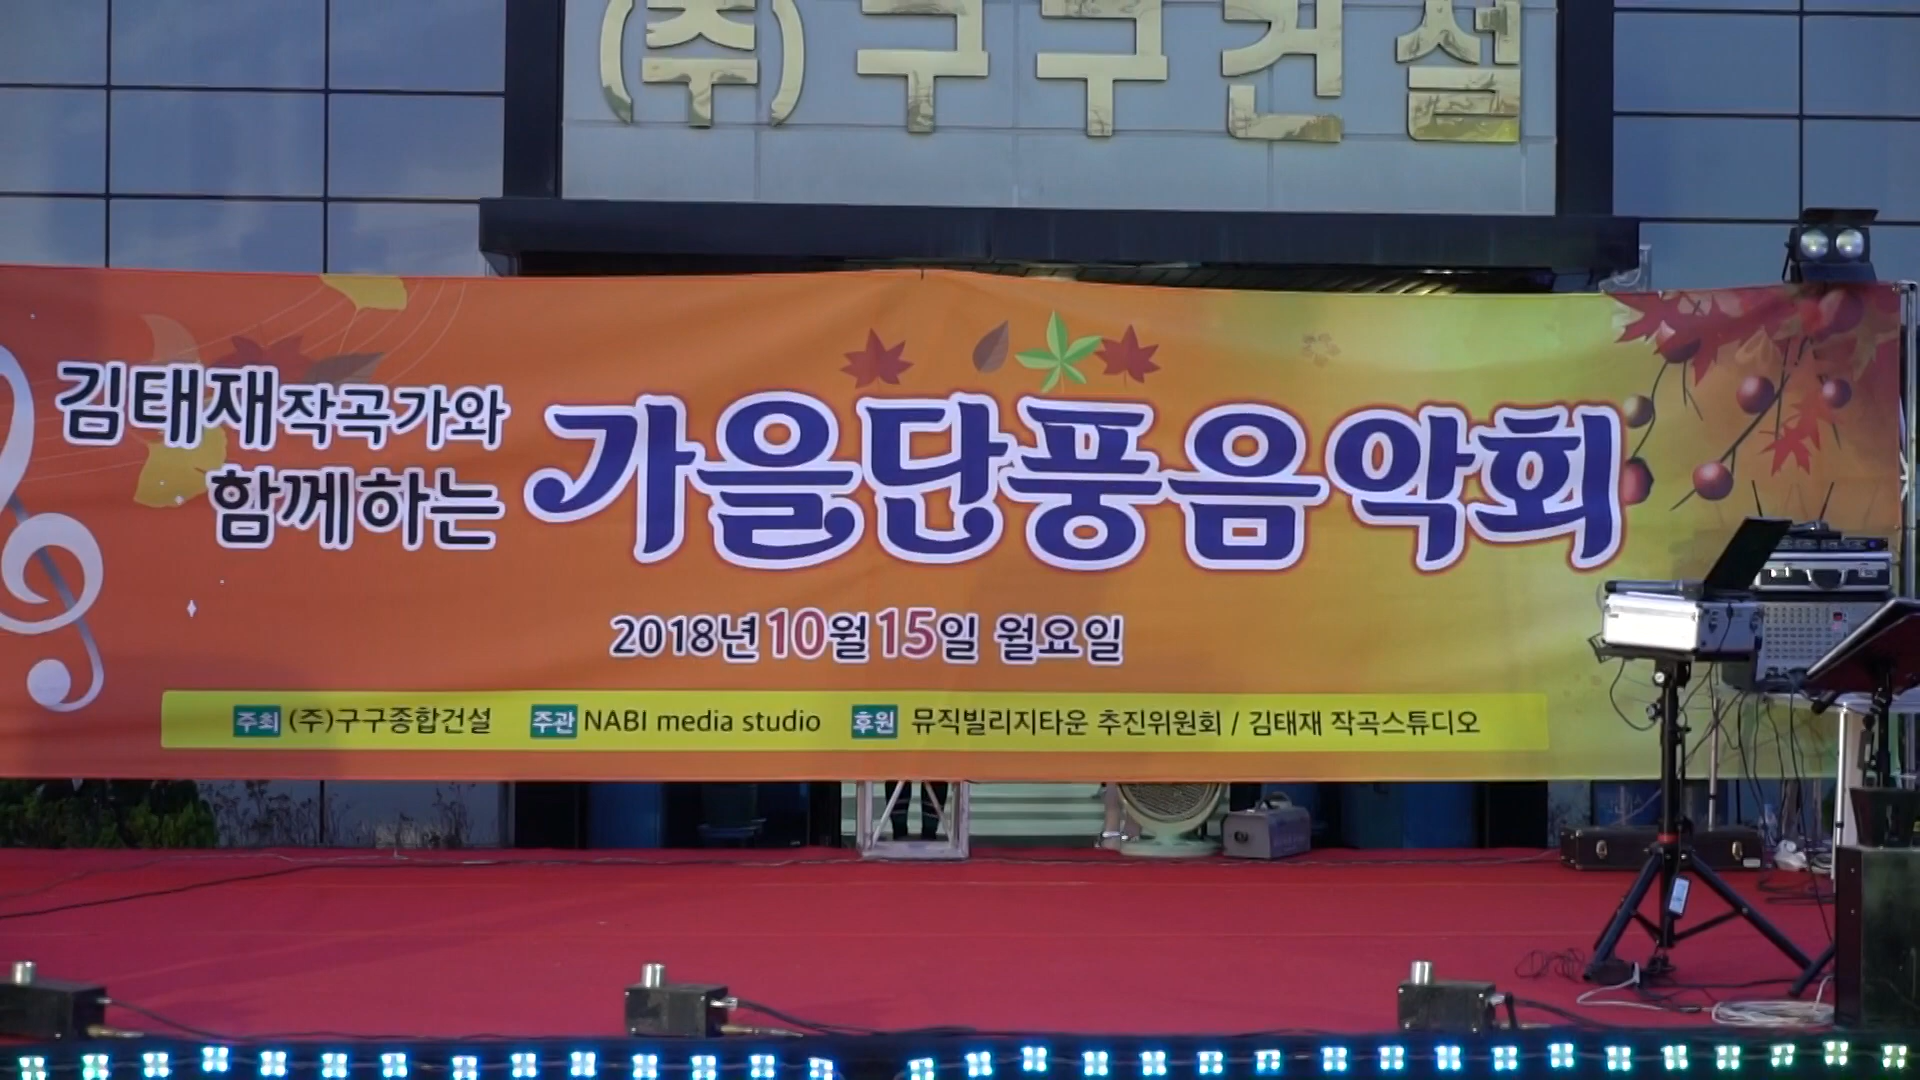 (주)구구건설
김태재작곡가와
함께하는
가을단풍음악회
2018년10월15일 월요일
주최 (주)구구종합건설 주관 NABI media studio 후원 뮤직빌리지타운 추진위원회 / 김태재 작곡스튜디오